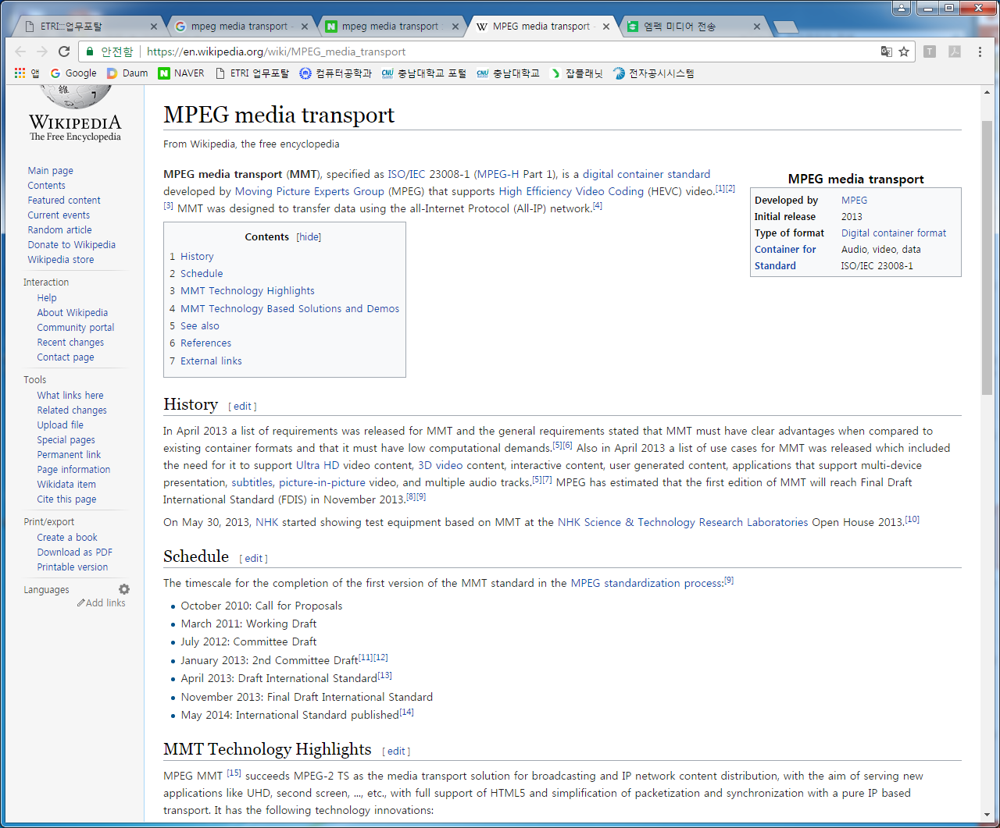 ETRI:::업무포탈
mpeg media transport -
mpeg media transport :
MPEG media transport -
엠펙 미디어 전송
안전함
https://en.wikipedia.org/wiki/MPEG_media_transport
앱
Google
Daum
NAVER
ETRI 업무포탈
컴퓨터공학과
충남대학교 포털
충남대학교
잡플래닛
전자공시시스템
WIKIPEDIA
The Free Encyclopedia
Main page
Contents
Featured content
Current events
Random article
Donate to Wikipedia
Wikipedia store
Interaction
Help
About Wikipedia
Community portal
Recent changes
Contact page
Tools
What links here
Related changes
Upload file
Special pages
Permanent link
Page information
Wikidata item
Cite this page
Print/export
Create a book
Download as PDF
Printable version
Languages
Add links
MPEG media transport
From Wikipedia, the free encyclopedia
MPEG media transport (MMT), specified as ISO/IEC 23008-1 (MPEG-H Part 1), is a digital container standard
developed by Moving Picture Experts Group (MPEG) that supports High Efficiency Video Coding (HEVC) video.[1][2]
[3] MMT was designed to transfer data using the all-Internet Protocol (All-IP) network.[4]
MPEG media transport
Developed by MPEG
Initial release 2013
Type of format Digital container format
Container for Audio, video, data
Standard ISO/IEC 23008-1
Contents [hide]
1 History
2 Schedule
3 MMT Technology Highlights
4 MMT Technology Based Solutions and Demos
5 See also
6 References
7 External links
History [ edit ]
In April 2013 a list of requirements was released for MMT and the general requirements stated that MMT must have clear advantages when compared to
existing container formats and that it must have low computational demands.[5][6] Also in April 2013 a list of use cases for MMT was released which included
the need for it to support Ultra HD video content, 3D video content, interactive content, user generated content, applications that support multi-device
presentation, subtitles, picture-in-picture video, and multiple audio tracks.[5][7] MPEG has estimated that the first edition of MMT will reach Final Draft
International Standard (FDIS) in November 2013.[8][9]
On May 30, 2013, NHK started showing test equipment based on MMT at the NHK Science & Technology Research Laboratories Open House 2013.[10]
Schedule [ edit ]
The timescale for the completion of the first version of the MMT standard in the MPEG standardization process:[9]
October 2010: Call for Proposals
March 2011: Working Draft
July 2012: Committee Draft
January 2013: 2nd Committee Draft[11][12]
April 2013: Draft International Standard[13]
November 2013: Final Draft International Standard
May 2014: International Standard published[14]
MMT Technology Highlights [ edit ]
MPEG MMT [15] succeeds MPEG-2 TS as the media transport solution for broadcasting and IP network content distribution, with the aim of serving new
applications like UHD, second screen, ..., etc., with full support of HTML5 and simplification of packetization and synchronization with a pure IP based
transport. It has the following technology innovations: